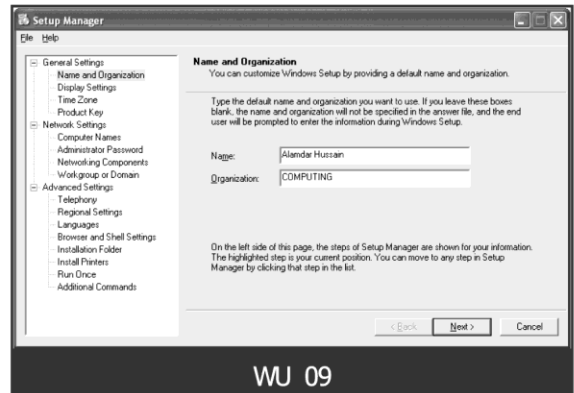 Setup Manager
File Help
General Settings
Name and Organization
Display Settings
Time Zone
Product Key
Network Settings
Computer Names
Administrator Password
Networking Components
Workgroup or Domain
Advanced Settings
Telephony
Regional Settings
Languages
Browser and Shell Settings
Installation Folder
Install Printers
Run Once
Additional Commands
Name and Organization
You can customize Windows Setup by providing a default name and organization.
Type the default name and organization you want to use. If you leave these boxes
blank, the name and organization will not be specified in the answer file, and the end
user will be prompted to enter the information during Windows Setup.
Name: Alamdar Hussain
Organization: COMPUTING
On the left side of this page, the steps of Setup Manager are shown for your information.
The highlighted step is your current position. You can move to any step in Setup
Manager by clicking that step in the list.
< Back Next > Cancel
WU 09